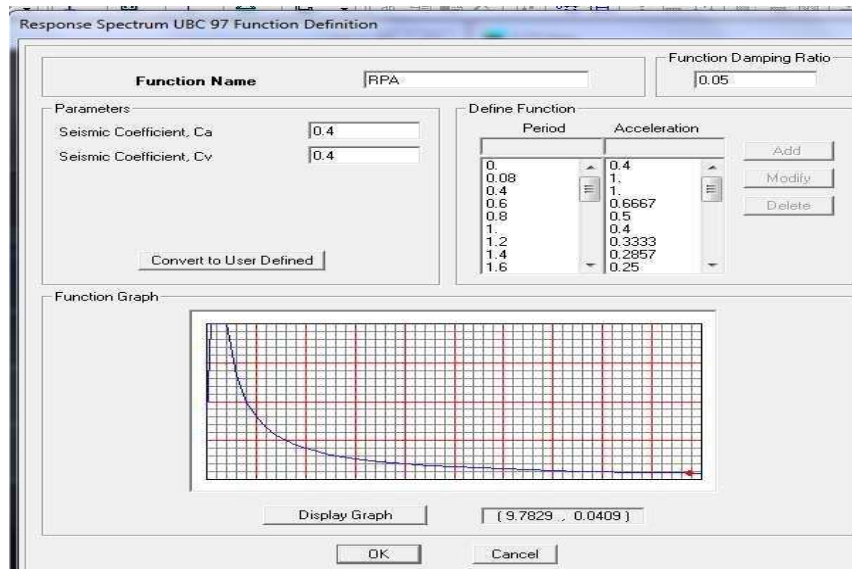 Response Spectrum UBC 97 Function Definition
Function Name
RPA
Function Damping Ratio
0.05
Parameters
Seismic Coefficient, Ca
0.4
Seismic Coefficient, Cv
0.4
Convert to User Defined
Define Function
Period Acceleration
0. 0.4
0.08 1.
0.4 1.
0.6 0.6667
0.8 0.5
1. 0.4
1.2 0.3333
1.4 0.2857
1.6 0.25
Add
Modify
Delete
Function Graph
Display Graph
( 9.7829 , 0.0409 )
OK
Cancel